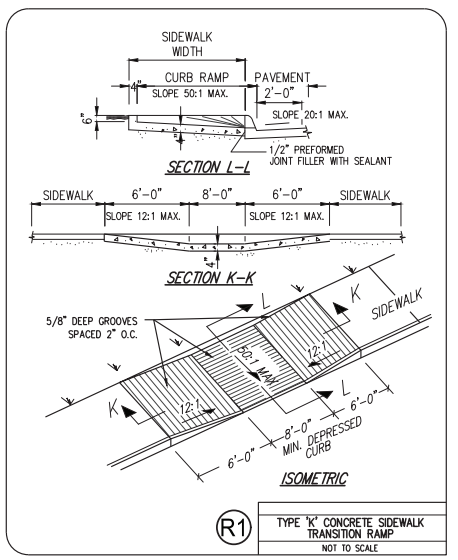 SIDEWALK
WIDTH
CURB RAMP
PAVEMENT
4"
SLOPE 50:1 MAX.
2'-0"
6"
SLOPE 20:1 MAX.
1/2" PREFORMED
JOINT FILLER WITH SEALANT
SECTION L-L
SIDEWALK
6'-0"
8'-0"
6'-0"
SIDEWALK
SLOPE 12:1 MAX.
SLOPE 12:1 MAX.
4"
SECTION K-K
5/8" DEEP GROOVES
SPACED 2" O.C.
L
K
SIDEWALK
50:1 MAX
12:1
K
12:1
L
6'-0"
8'-0"
6'-0"
MIN. DEPRESSED
CURB
ISOMETRIC
R1
TYPE 'K' CONCRETE SIDEWALK
TRANSITION RAMP
NOT TO SCALE